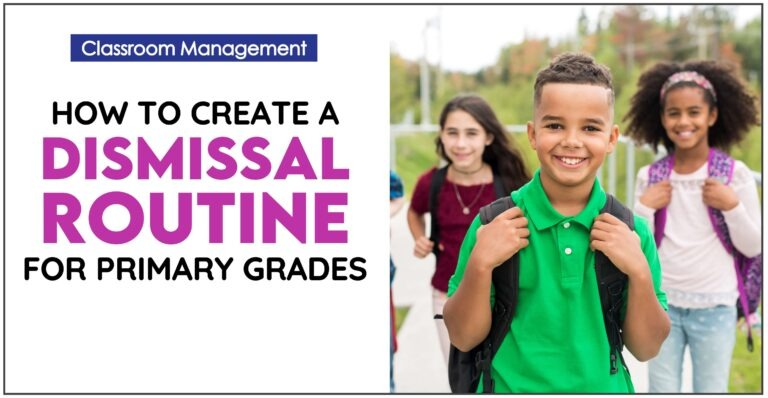 Classroom Management
HOW TO CREATE A
DISMISSAL
ROUTINE
FOR PRIMARY GRADES